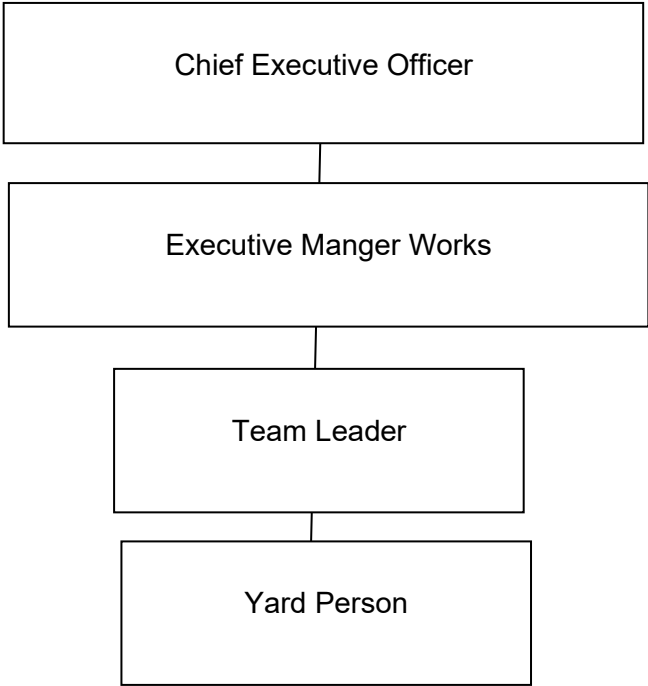 Chief Executive Officer
Executive Manger Works
Team Leader
Yard Person